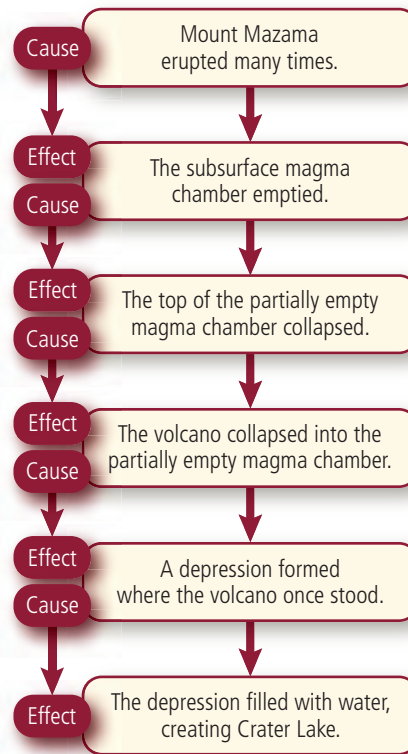 Cause
Mount Mazama
erupted many times.
Effect
Cause
The subsurface magma
chamber emptied.
Effect
Cause
The top of the partially empty
magma chamber collapsed.
Effect
Cause
The volcano collapsed into the
partially empty magma chamber.
Effect
Cause
A depression formed
where the volcano once stood.
Effect
The depression filled with water,
creating Crater Lake.